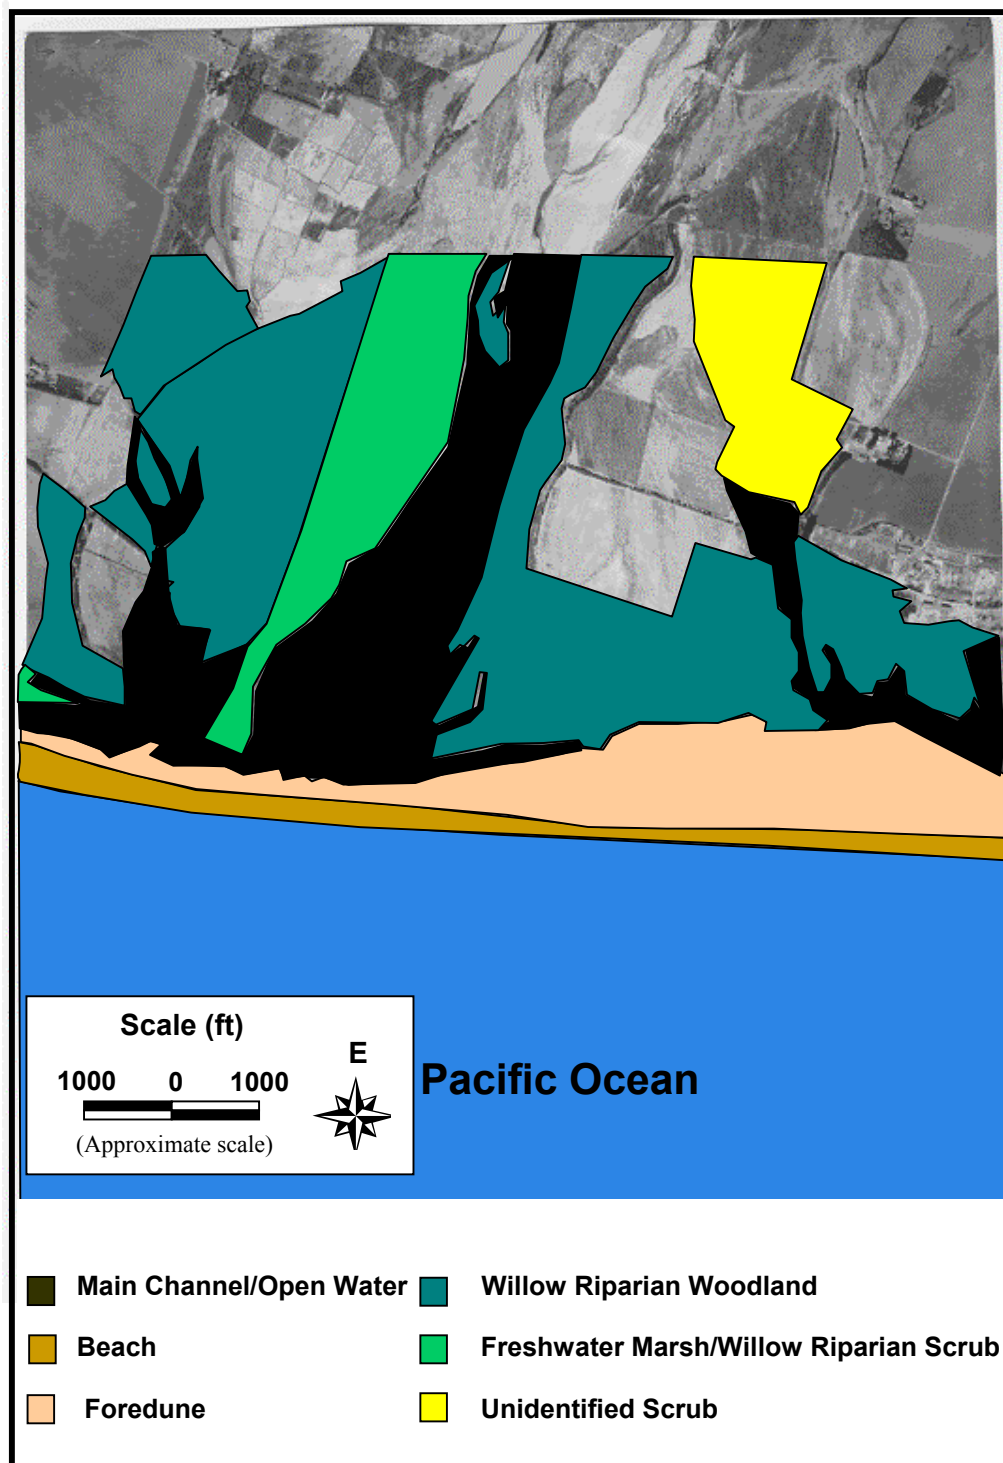 Scale (ft)
E
1000 0 1000
(Approximate scale)
Pacific Ocean
Main Channel/Open Water
Willow Riparian Woodland
Beach
Freshwater Marsh/Willow Riparian Scrub
Foredune
Unidentified Scrub